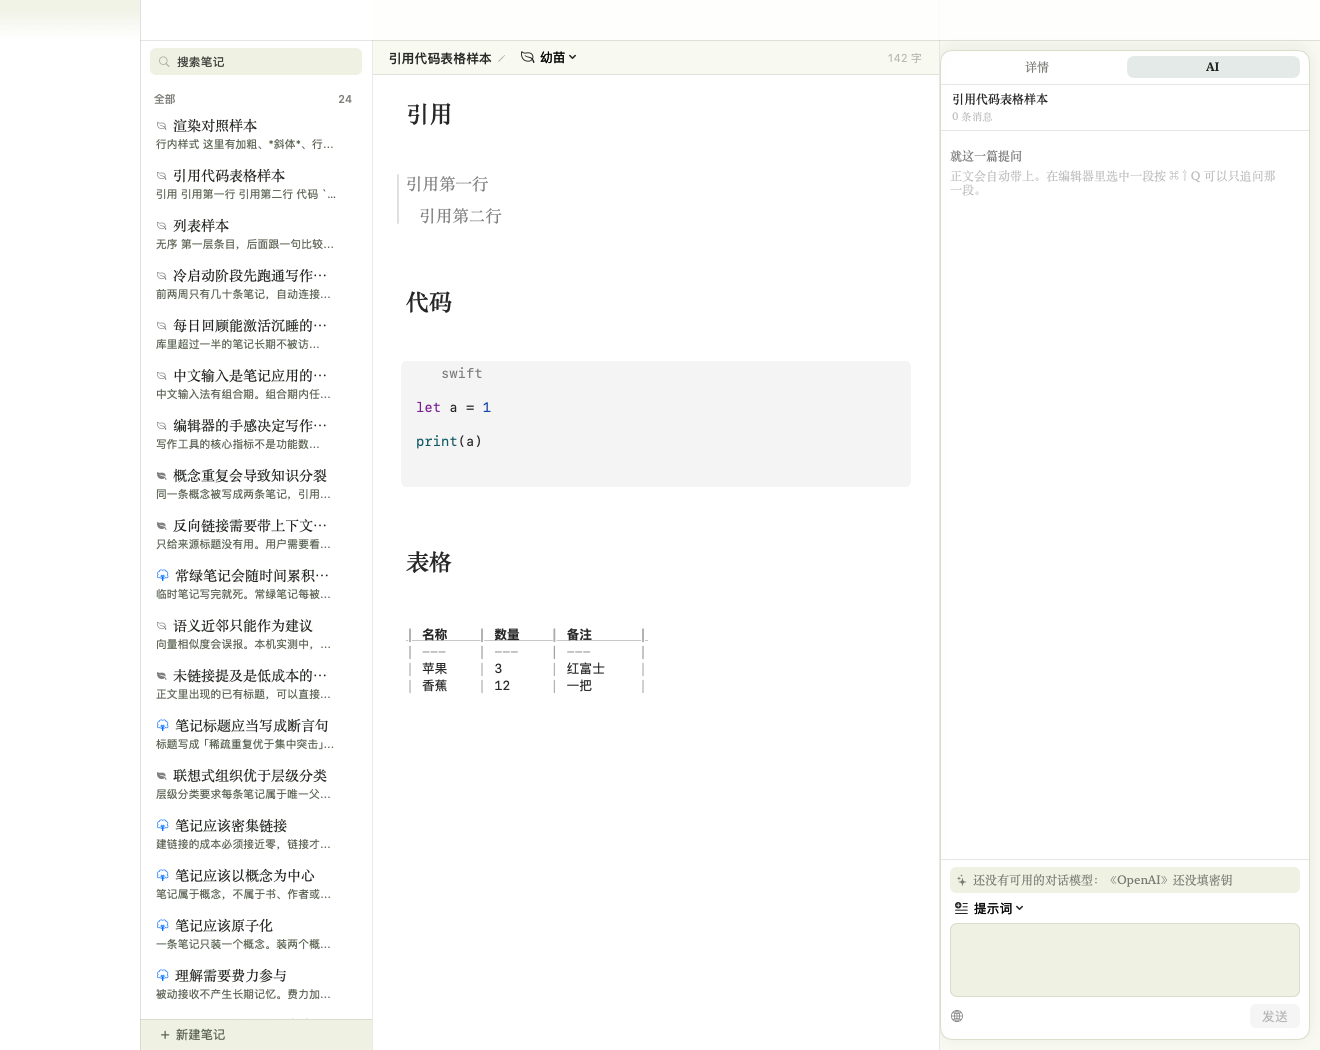 搜索笔记
全部 24
渲染对照样本
行内样式 这里有加粗、*斜体*、行...
引用代码表格样本
引用 引用第一行 引用第二行 代码 `...
列表样本
无序 第一层条目，后面跟一句比较...
冷启动阶段先跑通写作…
前两周只有几十条笔记，自动连接...
每日回顾能激活沉睡的…
库里超过一半的笔记长期不被访...
中文输入是笔记应用的…
中文输入法有组合期。组合期内任...
编辑器的手感决定写作…
写作工具的核心指标不是功能数...
概念重复会导致知识分裂
同一条概念被写成两条笔记，引用...
反向链接需要带上下文…
只给来源标题没有用。用户需要看...
常绿笔记会随时间累积…
临时笔记写完就死。常绿笔记每被...
语义近邻只能作为建议
向量相似度会误报。本机实测中，...
未链接提及是低成本的…
正文里出现的已有标题，可以直接...
笔记标题应当写成断言句
标题写成「稀疏重复优于集中突击」...
联想式组织优于层级分类
层级分类要求每条笔记属于唯一父...
笔记应该密集链接
建链接的成本必须接近零，链接才...
笔记应该以概念为中心
笔记属于概念，不属于书、作者或...
笔记应该原子化
一条笔记只装一个概念。装两个概...
理解需要费力参与
被动接收不产生长期记忆。费力加...
+ 新建笔记
引用代码表格样本 / 幼苗 142 字
引用
引用第一行
引用第二行
代码
swift
let a = 1
print(a)
表格
| 名称 | 数量 | 备注 |
| --- | --- | --- |
| 苹果 | 3 | 红富士 |
| 香蕉 | 12 | 一把 |
详情 AI
引用代码表格样本
0 条消息
就这一篇提问
正文会自动带上。在编辑器里选中一段按 ⌘⇧Q 可以只追问那
一段。
还没有可用的对话模型：《OpenAI》还没填密钥
提示词
发送